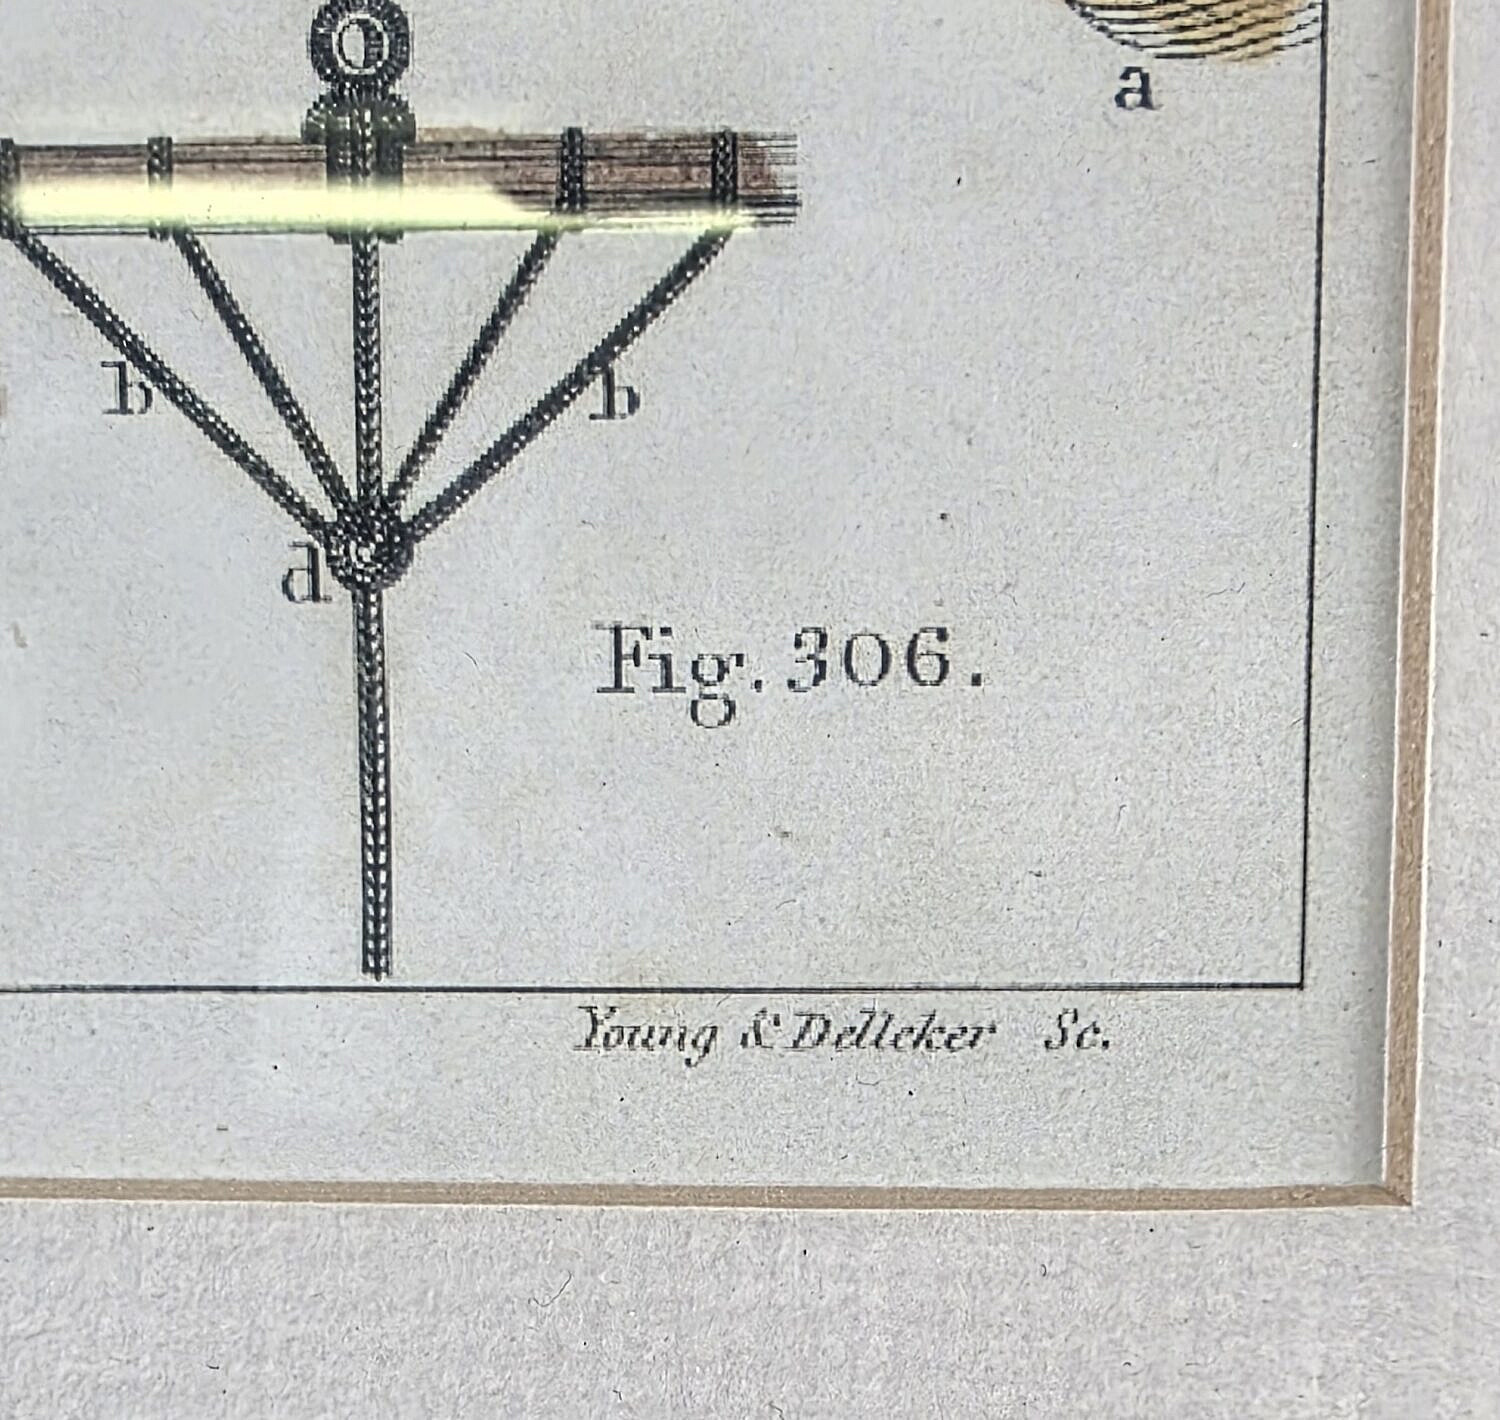 a
b b
d
Fig. 306.
Young & Delleker Sc.